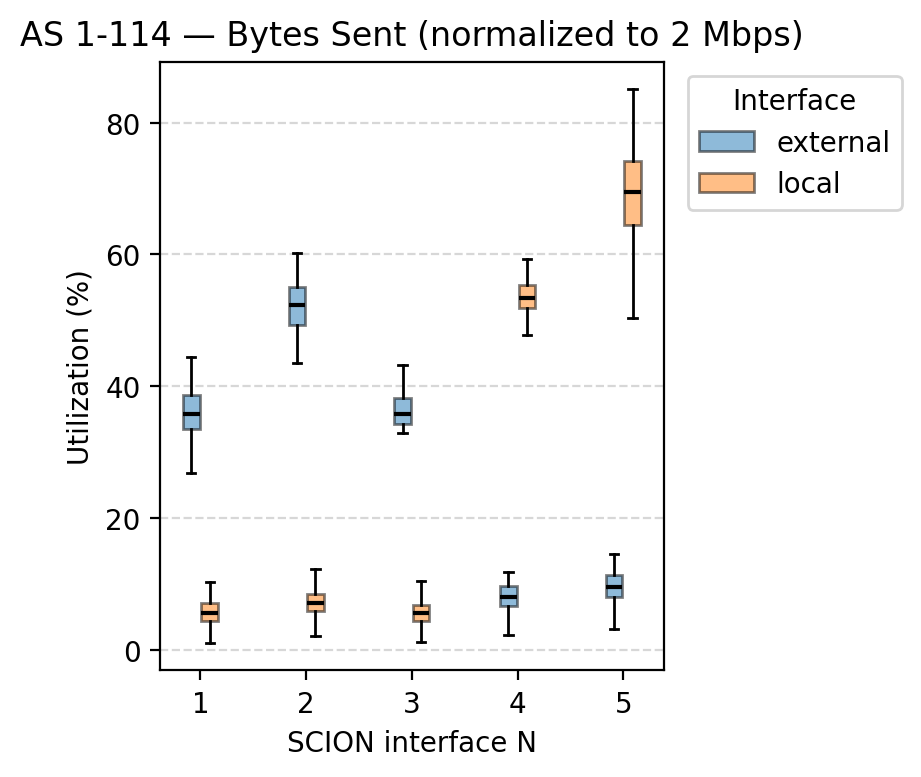 AS 1-114 — Bytes Sent (normalized to 2 Mbps)
Interface
external
local
Utilization (%)
80
60
40
20
0
1 2 3 4 5
SCION interface N